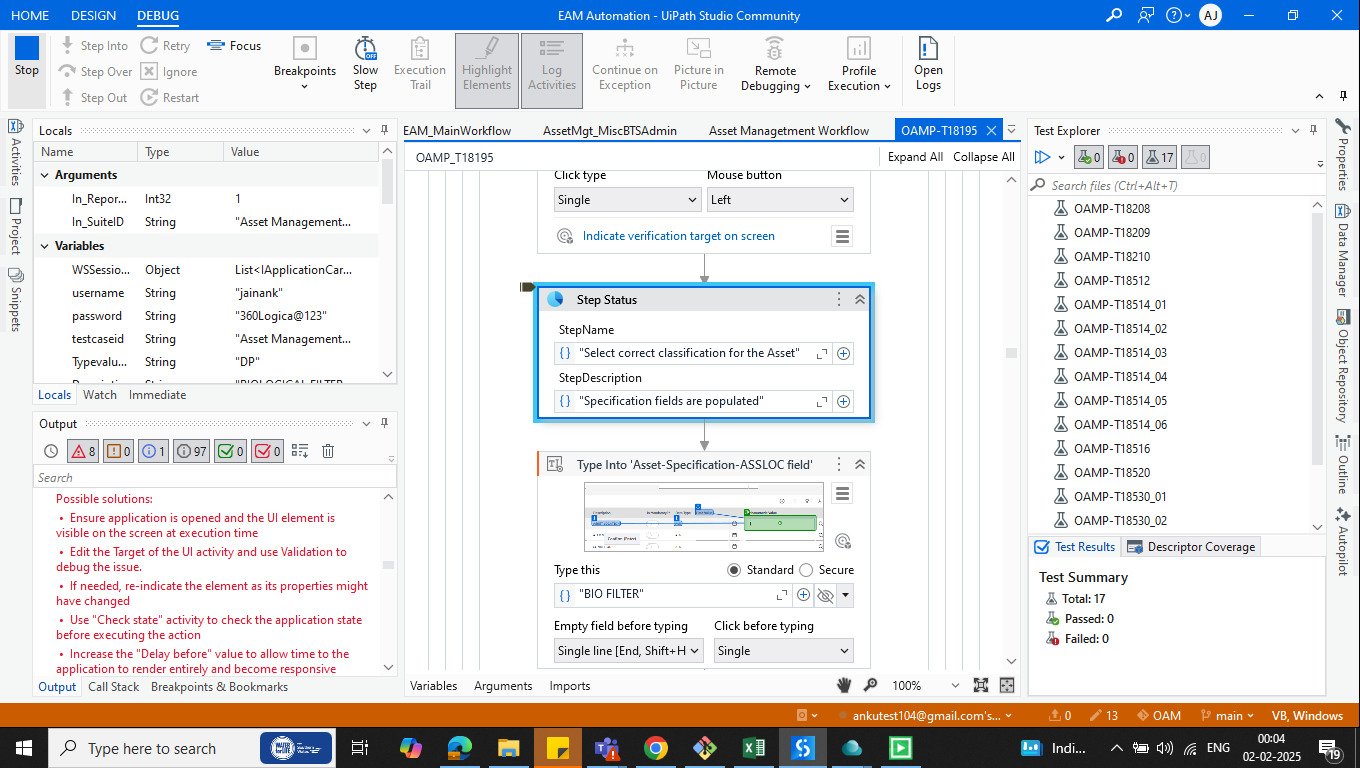 HOME DESIGN DEBUG EAM Automation - UiPath Studio Community AJ
Stop
Step Into Retry Focus
Step Over Ignore
Step Out Restart
Breakpoints
Slow Step
Execution Trail
Highlight Elements
Log Activities
Continue on Exception
Picture in Picture
Remote Debugging
Profile Execution
Open Logs
Activities
Project
Snippets
Locals
Name Type Value
Arguments
In_Repor... Int32 1
In_SuiteID String "Asset Management...
Variables
WSSessio... Object List<IApplicationCar...
username String "jainank"
password String "360Logica@123"
testcaseid String "Asset Management...
Typevalu... String "DP"
Locals Watch Immediate
Output
8 0 1 97 0 0
Search
Possible solutions:
• Ensure application is opened and the UI element is
visible on the screen at execution time
• Edit the Target of the UI activity and use Validation to
debug the issue.
• If needed, re-indicate the element as its properties might
have changed
• Use "Check state" activity to check the application state
before executing the action
• Increase the "Delay before" value to allow time to the
application to render entirely and become responsive
Output Call Stack Breakpoints & Bookmarks
EAM_MainWorkflow AssetMgt_MiscBTSAdmin Asset Managetment Workflow OAMP-T18195
OAMP_T18195 Expand All Collapse All
Click type Mouse button
Single Left
Indicate verification target on screen
Step Status
StepName
{} "Select correct classification for the Asset"
StepDescription
{} "Specification fields are populated"
Type Into 'Asset-Specification-ASSLOC field'
Type this Standard Secure
{} "BIO FILTER"
Empty field before typing Click before typing
Single line [End, Shift+H Single
Variables Arguments Imports 100%
Test Explorer
0 0 17 0
Search files (Ctrl+Alt+T)
OAMP-T18208
OAMP-T18209
OAMP-T18210
OAMP-T18512
OAMP-T18514_01
OAMP-T18514_02
OAMP-T18514_03
OAMP-T18514_04
OAMP-T18514_05
OAMP-T18514_06
OAMP-T18516
OAMP-T18520
OAMP-T18530_01
OAMP-T18530_02
Test Results Descriptor Coverage
Test Summary
Total: 17
Passed: 0
Failed: 0
Properties
Data Manager
Object Repository
Outline
Autopilot
ankutest104@gmail.com's... 0 13 OAM main VB, Windows
Type here to search
Indi... ENG 00:04
02-02-2025
19